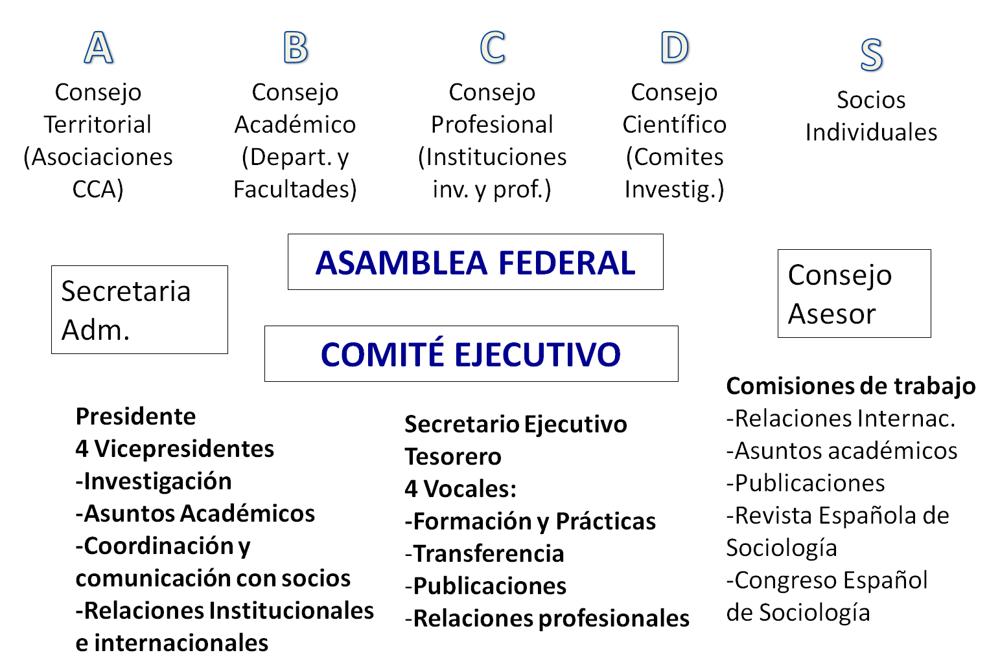 A
Consejo
Territorial
(Asociaciones
CCA)
B
Consejo
Académico
(Depart. y
Facultades)
C
Consejo
Profesional
(Instituciones
inv. y prof.)
D
Consejo
Científico
(Comites
Investig.)
S
Socios
Individuales
ASAMBLEA FEDERAL
Secretaria
Adm.
Consejo
Asesor
COMITÉ EJECUTIVO
Presidente
4 Vicepresidentes
-Investigación
-Asuntos Académicos
-Coordinación y
comunicación con socios
-Relaciones Institucionales
e internacionales
Secretario Ejecutivo
Tesorero
4 Vocales:
-Formación y Prácticas
-Transferencia
-Publicaciones
-Relaciones profesionales
Comisiones de trabajo
-Relaciones Internac.
-Asuntos académicos
-Publicaciones
-Revista Española de
Sociología
-Congreso Español
de Sociología